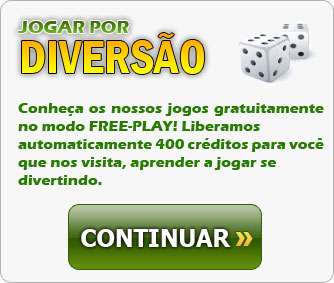 JOGAR POR
DIVERSÃO
Conheça os nossos jogos gratuitamente
no modo FREE-PLAY! Liberamos
automaticamente 400 créditos para você
que nos visita, aprender a jogar se
divertindo.
CONTINUAR »